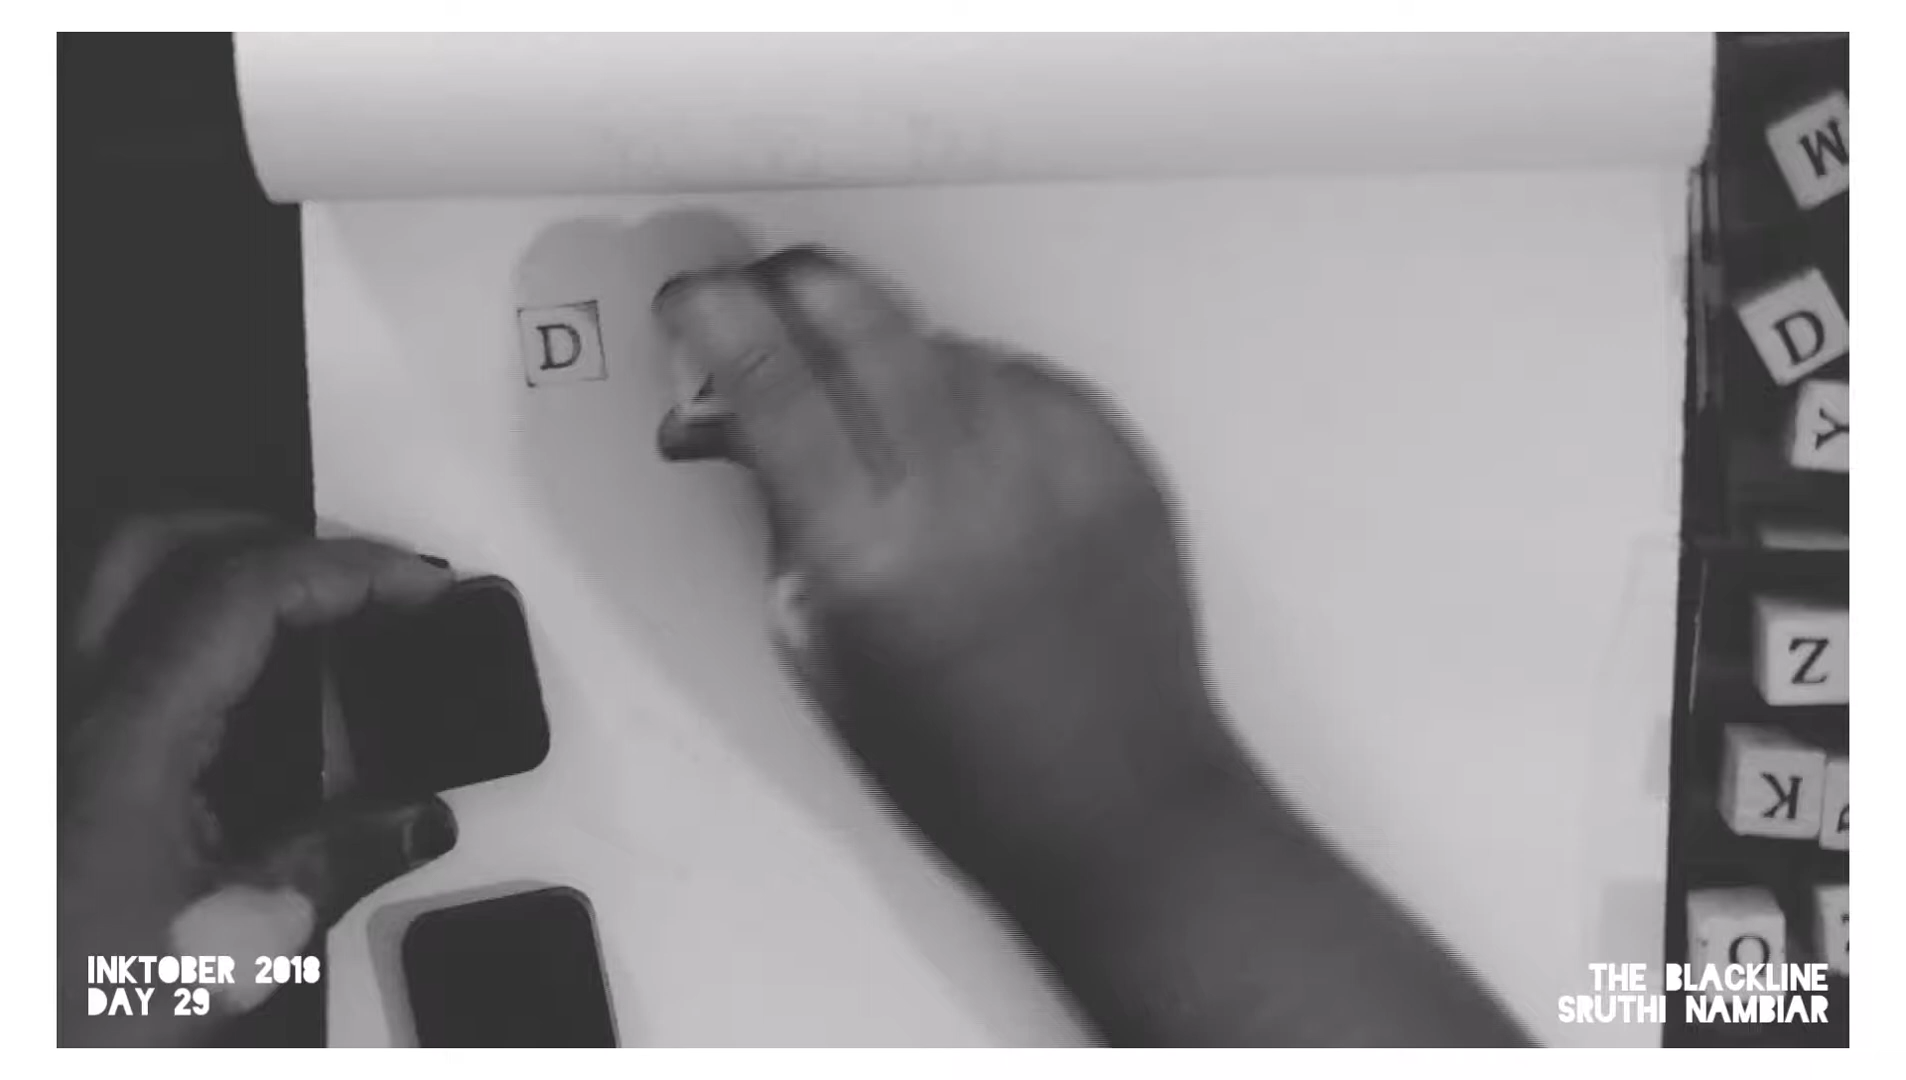 M
D
D
Y
Z
K
O
INKTOBER 2018
DAY 29
THE BLACKLINE
SRUTHI NAMBIAR